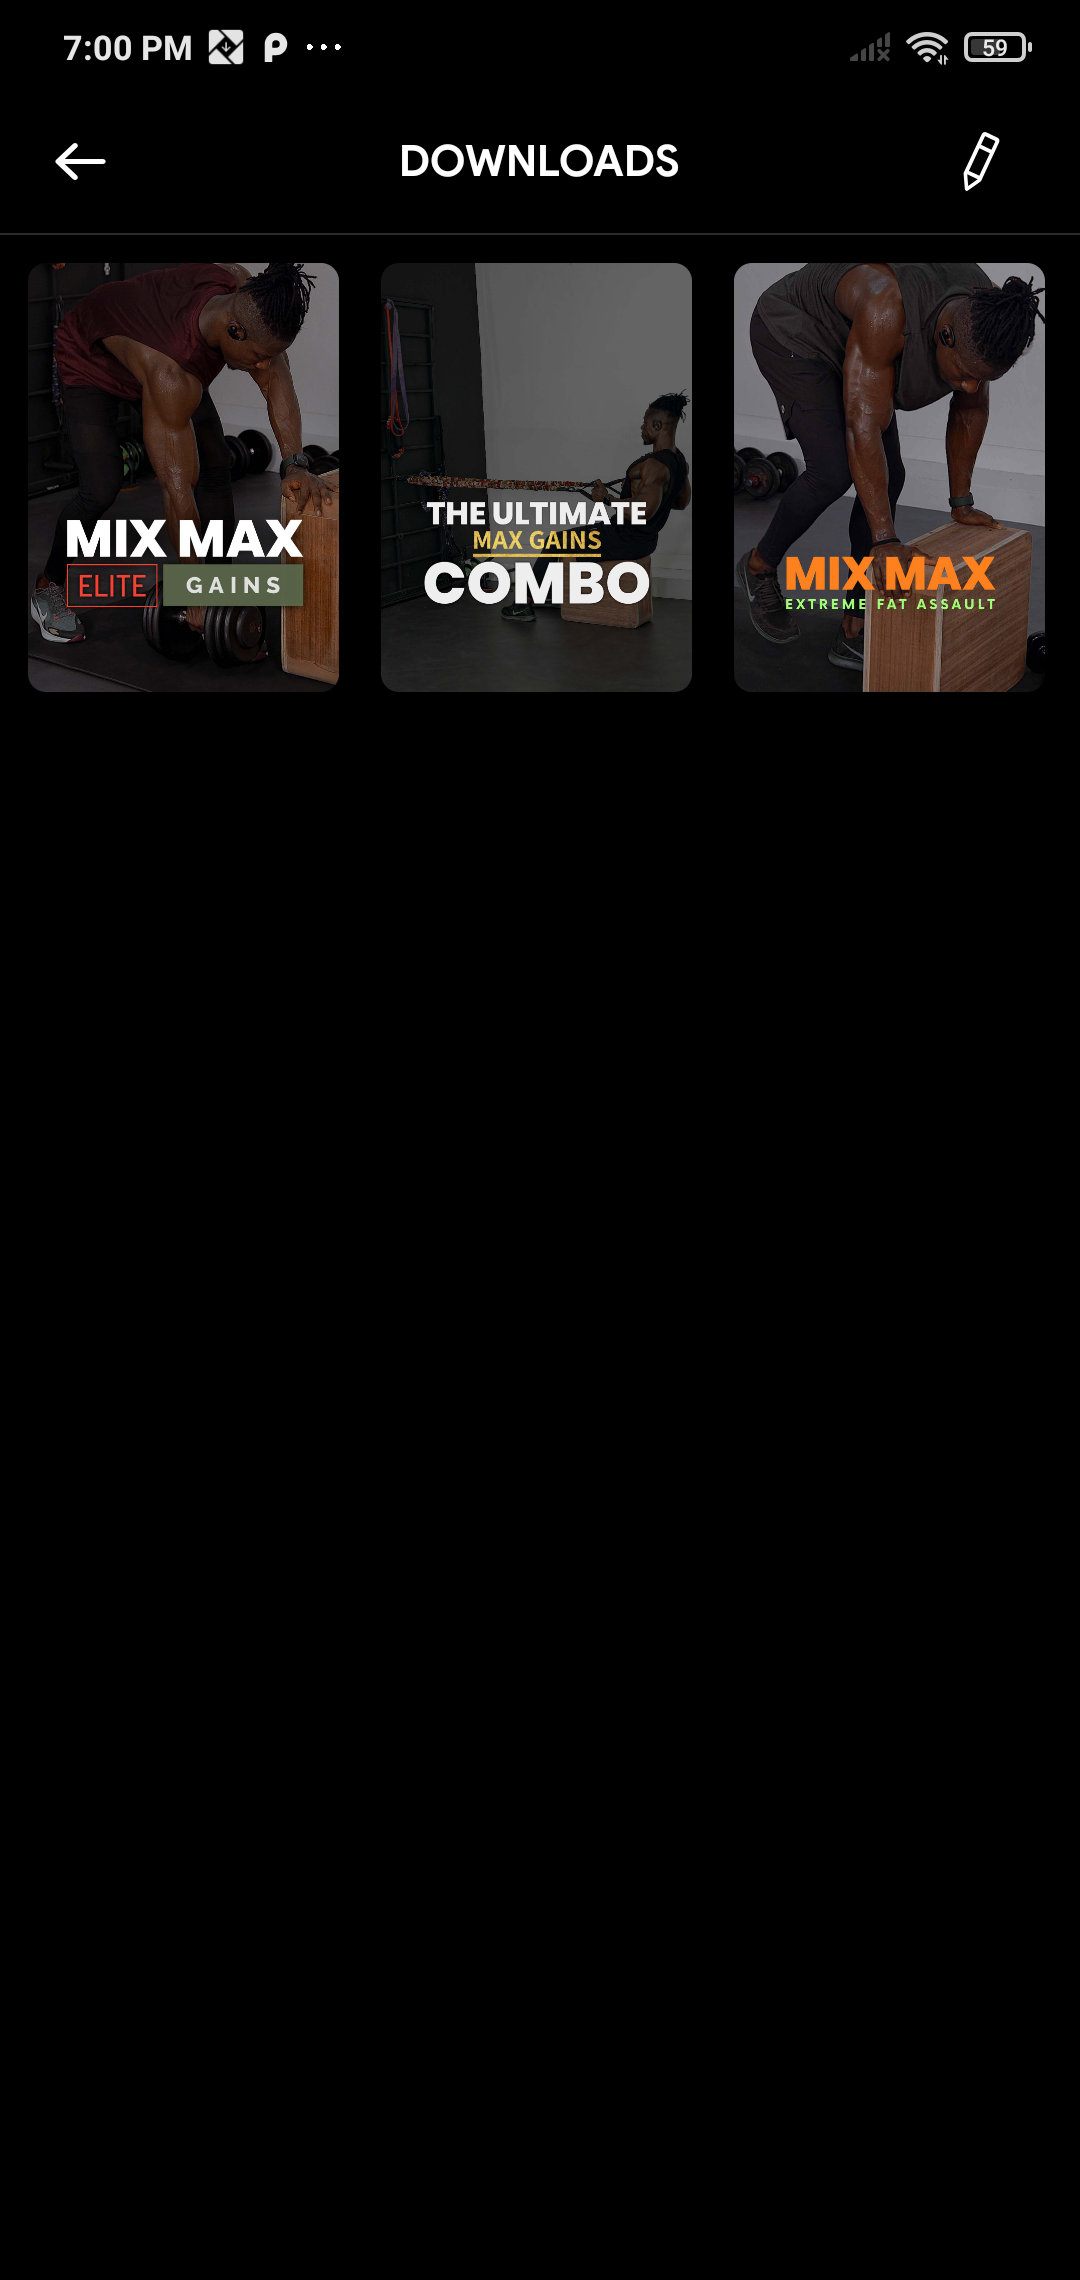 7:00 PM
59
DOWNLOADS
MIX MAX
ELITE GAINS
THE ULTIMATE
MAX GAINS
COMBO
MIX MAX
EXTREME FAT ASSAULT